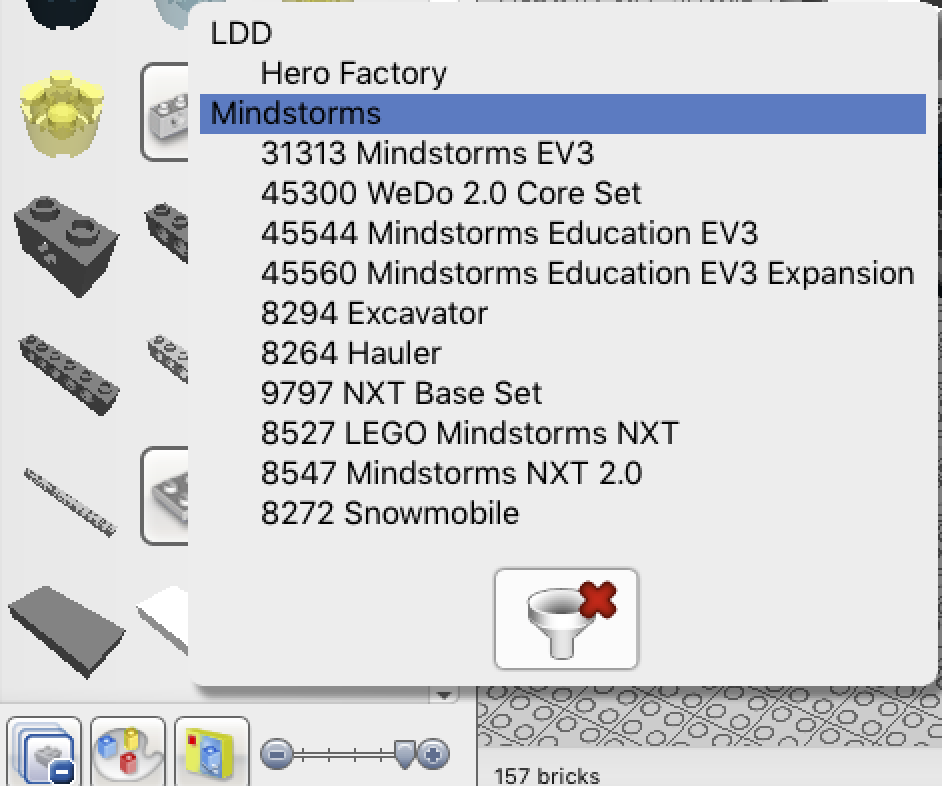 LDD
Hero Factory
Mindstorms
31313 Mindstorms EV3
45300 WeDo 2.0 Core Set
45544 Mindstorms Education EV3
45560 Mindstorms Education EV3 Expansion
8294 Excavator
8264 Hauler
9797 NXT Base Set
8527 LEGO Mindstorms NXT
8547 Mindstorms NXT 2.0
8272 Snowmobile
157 bricks